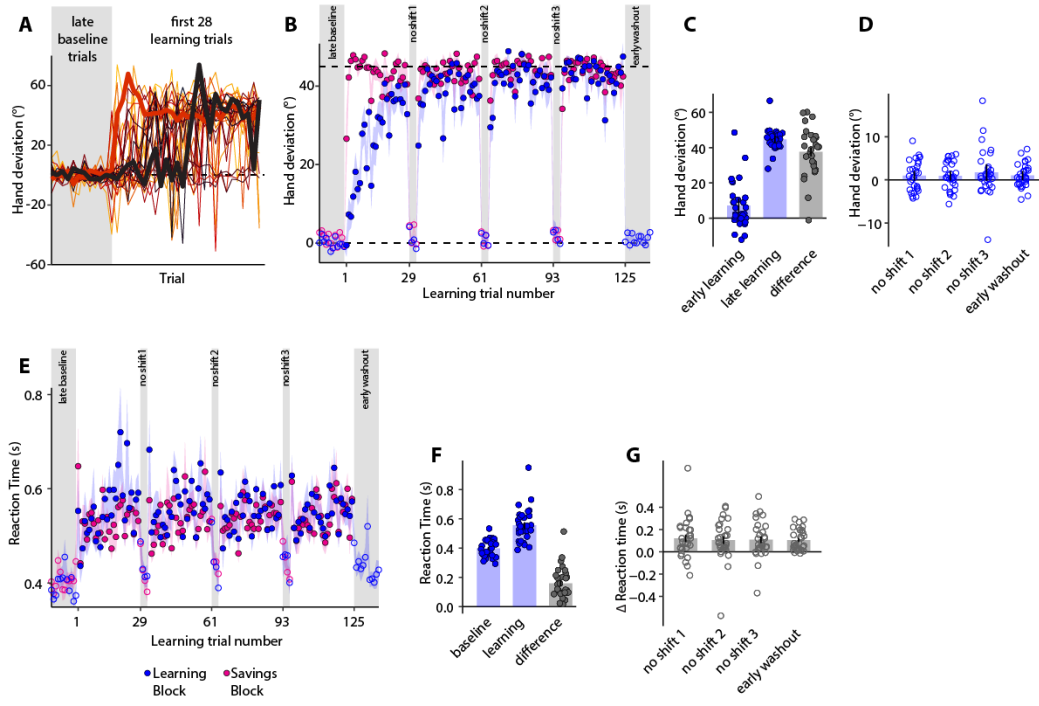 A
late
baseline
trials
first 28
learning trials
Hand deviation (°)
60
20
-20
-60
Trial
B
late baseline
no shift 1
no shift 2
no shift 3
early washout
Hand deviation (°)
40
20
0
1
29
61
93
125
Learning trial number
C
Hand deviation (°)
60
40
20
0
early learning
late learning
difference
D
Hand deviation (°)
10
0
−10
no shift 1
no shift 2
no shift 3
early washout
E
late baseline
no shift 1
no shift 2
no shift 3
early washout
Reaction Time (s)
0.8
0.6
0.4
1
29
61
93
125
Learning trial number
Learning
Block
Savings
Block
F
Reaction Time (s)
0.8
0.6
0.4
0.2
0.0
baseline
learning
difference
G
Δ Reaction time (s)
0.4
0.2
0.0
−0.2
−0.4
no shift 1
no shift 2
no shift 3
early washout